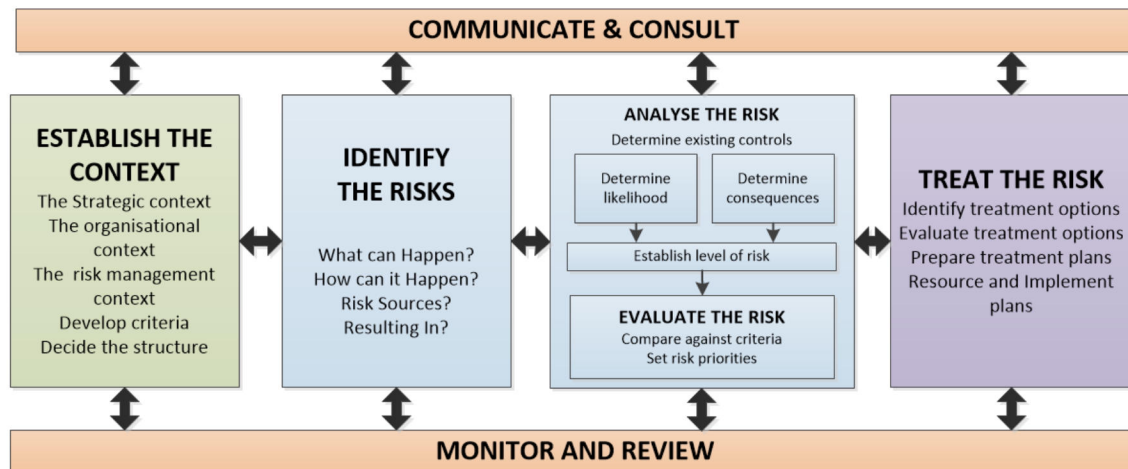 COMMUNICATE & CONSULT
ESTABLISH THE
CONTEXT
The Strategic context
The organisational
context
The risk management
context
Develop criteria
Decide the structure
IDENTIFY
THE RISKS
What can Happen?
How can it Happen?
Risk Sources?
Resulting In?
ANALYSE THE RISK
Determine existing controls
Determine
likelihood
Determine
consequences
Establish level of risk
EVALUATE THE RISK
Compare against criteria
Set risk priorities
TREAT THE RISK
Identify treatment options
Evaluate treatment options
Prepare treatment plans
Resource and Implement
plans
MONITOR AND REVIEW